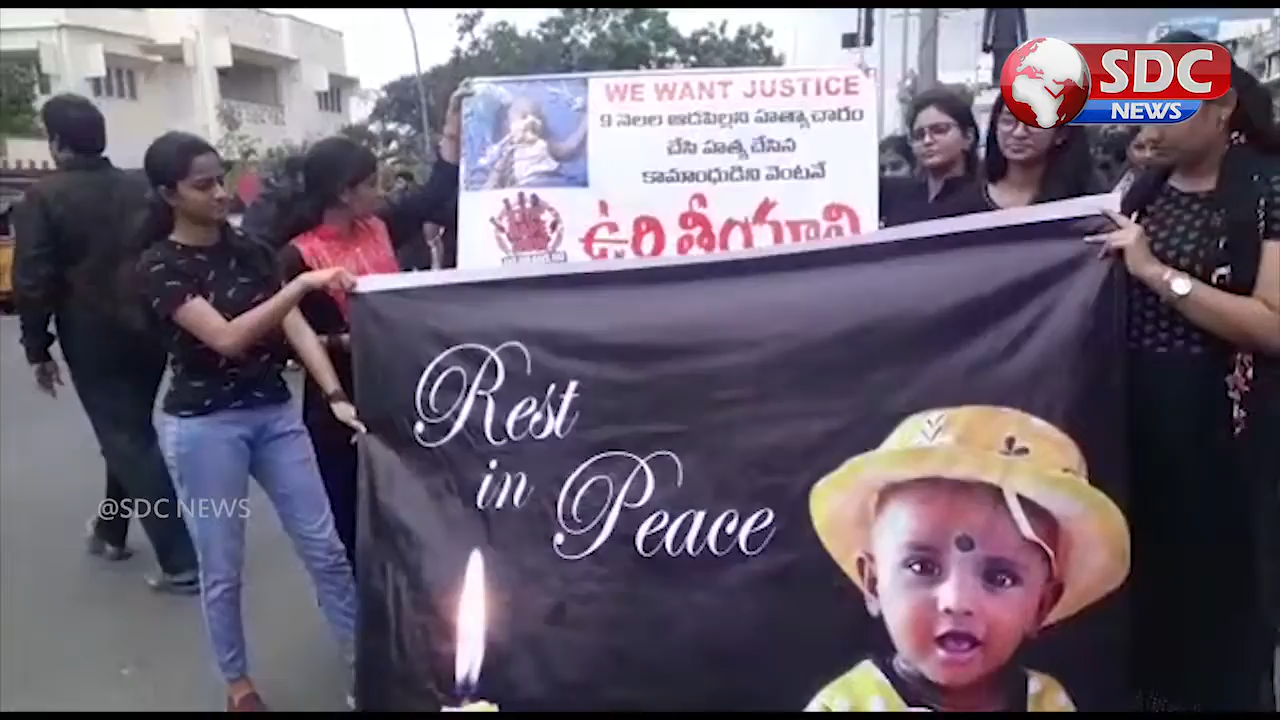 SDC
NEWS
WE WANT JUSTICE
9 నెలల ఆడపిల్లని హత్యాచారం
చేసి హత్య చేసిన
కామాంధుడిని వెంటనే
ఉరి తీయాలి
Rest
in Peace
@SDC NEWS